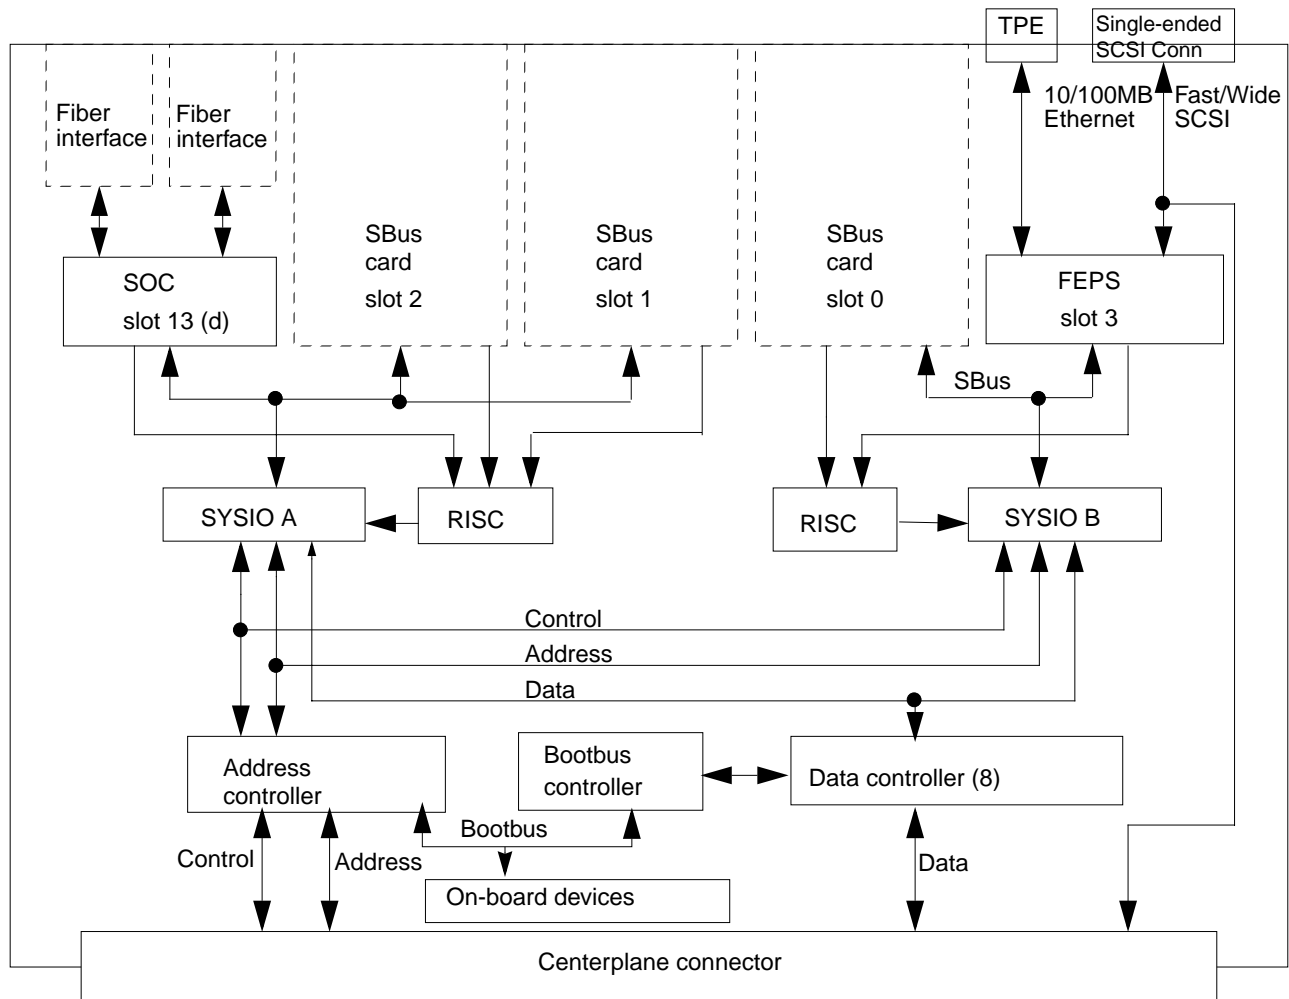 TPE
Single-ended
SCSI Conn
10/100MB
Ethernet
Fast/Wide
SCSI
Fiber
interface
Fiber
interface
SBus
card
slot 2
SBus
card
slot 1
SBus
card
slot 0
SOC
slot 13 (d)
FEPS
slot 3
SBus
SYSIO A
RISC
RISC
SYSIO B
Control
Address
Data
Address
controller
Bootbus
controller
Data controller (8)
Bootbus
Control
Address
Data
On-board devices
Centerplane connector